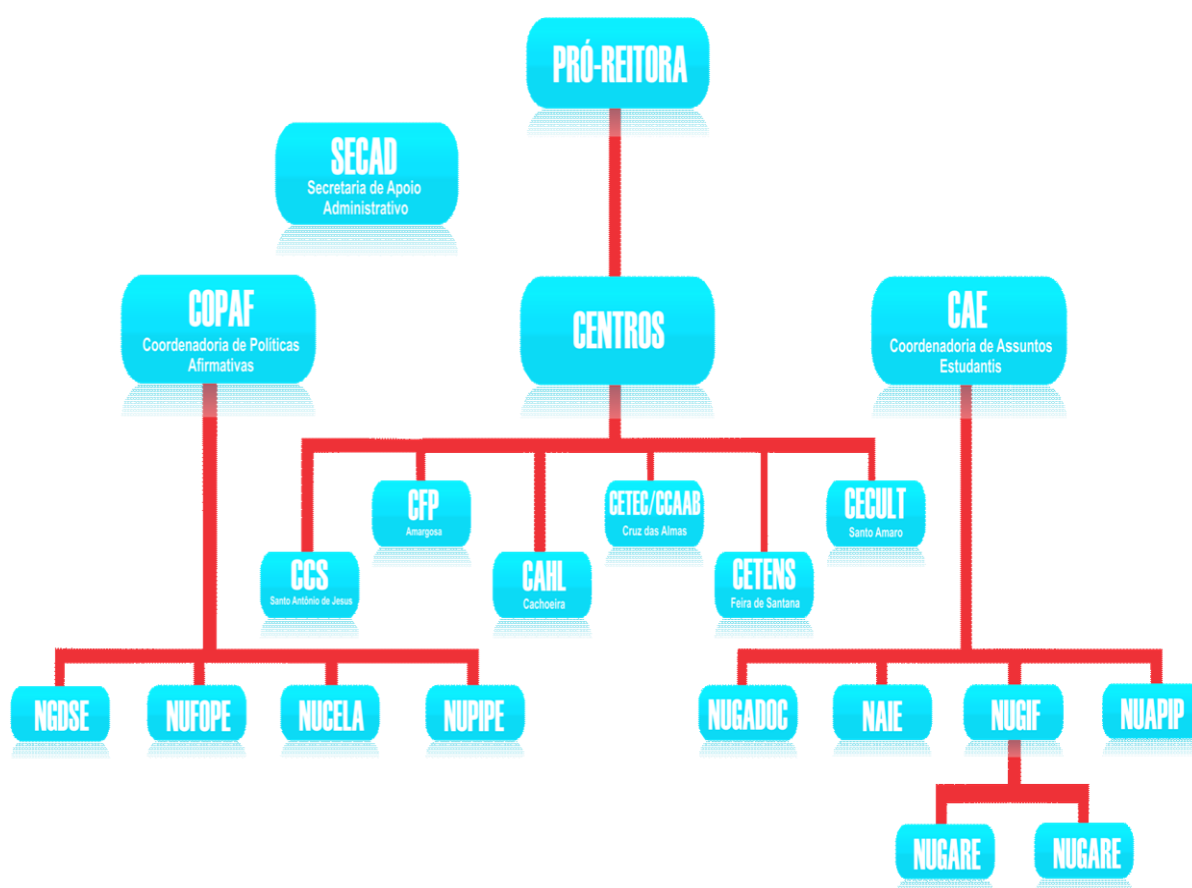 PRÓ-REITORA
SECAD
Secretaria de Apoio
Administrativo
COPAF
Coordenadoria de Políticas
Afirmativas
CENTROS
CAE
Coordenadoria de Assuntos
Estudantis
CFP
Amargosa
CETEC/CCAAB
Cruz das Almas
CECULT
Santo Amaro
CCS
Santo Antônio de Jesus
CAHL
Cachoeira
CETENS
Feira de Santana
NGDSE
NUFOPE
NUCELA
NUPIPE
NUGADOC
NAIE
NUGIF
NUAPIP
NUGARE
NUGARE